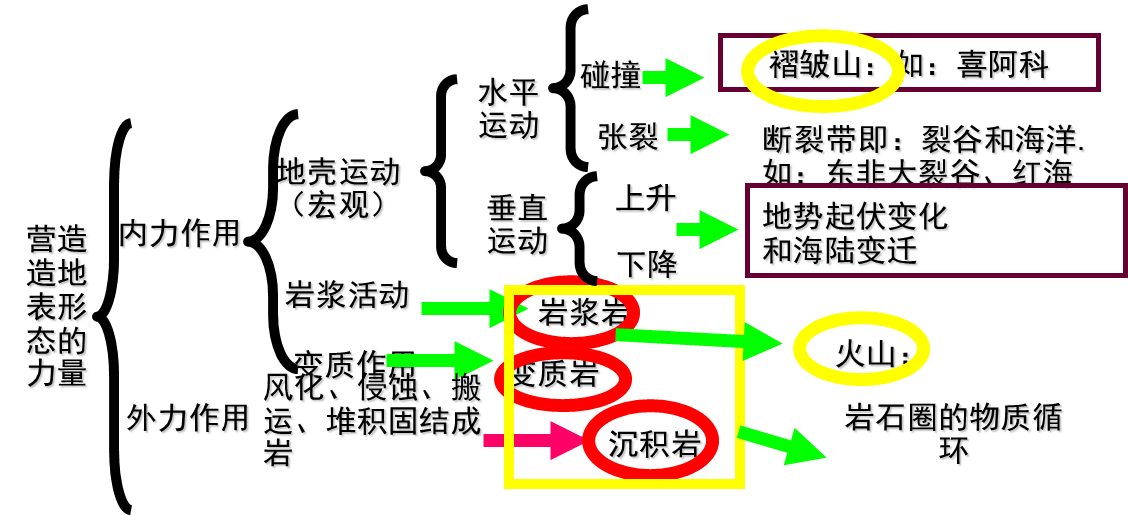 营造
造地
表形
态的
力量
内力作用
地壳运动
（宏观）
水平
运动
碰撞
褶皱山：如：喜阿科
张裂
断裂带即：裂谷和海洋.
如：东非大裂谷、红海
垂直
运动
上升
下降
地势起伏变化
和海陆变迁
岩浆活动
岩浆岩
火山：
变质作用
变质岩
外力作用
风化、侵蚀、搬
运、堆积固结成
岩
沉积岩
岩石圈的物质循
环